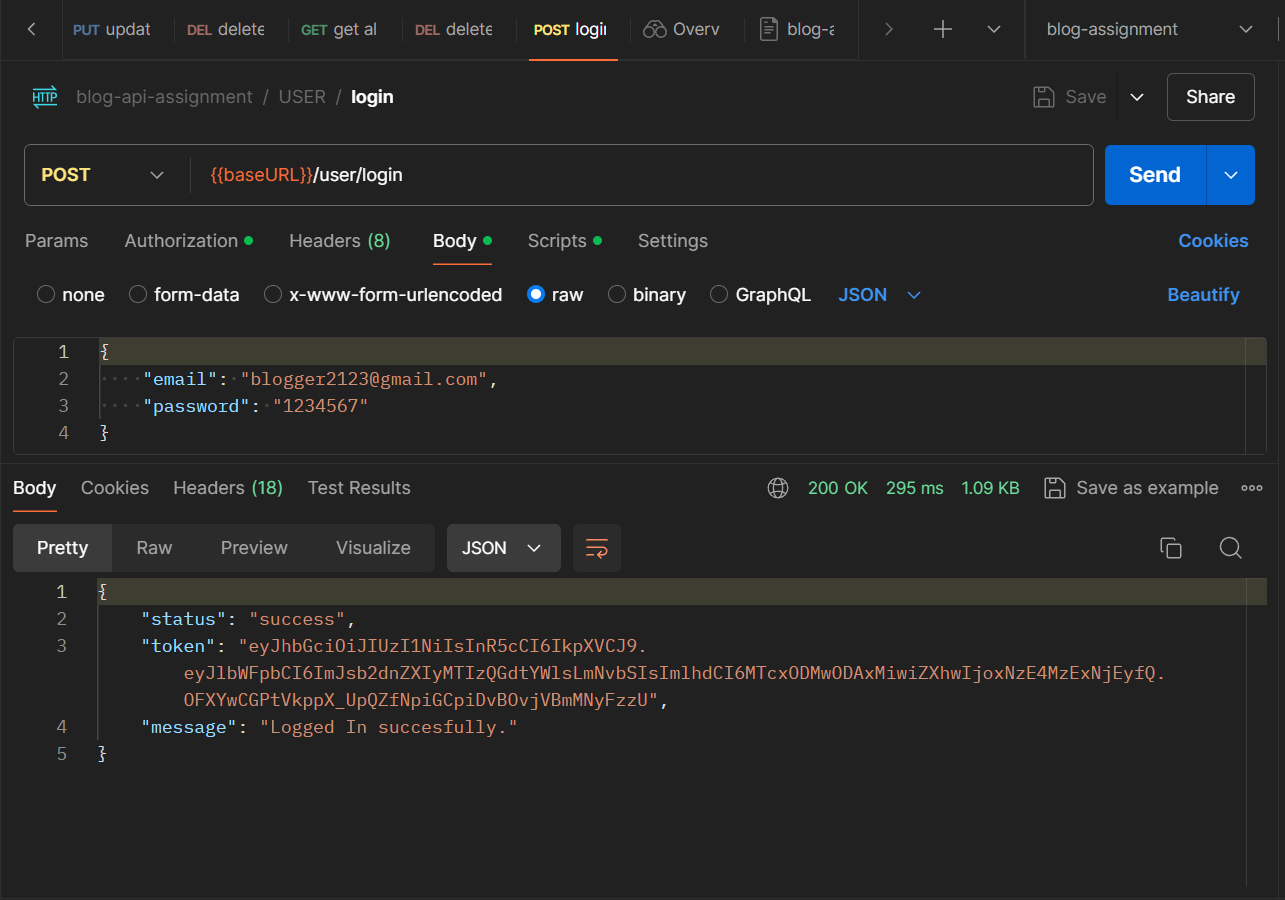 PUT updat DEL delete GET get al DEL delete POST login Overv blog-a blog-assignment
HTTP blog-api-assignment / USER / login Save Share
POST {{baseURL}}/user/login Send
Params Authorization Headers (8) Body Scripts Settings Cookies
none form-data x-www-form-urlencoded raw binary GraphQL JSON Beautify
1 {
2 "email": "blogger2123@gmail.com",
3 "password": "1234567"
4 }
Body Cookies Headers (18) Test Results 200 OK 295 ms 1.09 KB Save as example
Pretty Raw Preview Visualize JSON
1 {
2 "status": "success",
3 "token": "eyJhbGciOiJIUzI1NiIsInR5cCI6IkpXVCJ9.
eyJlbWFpbCI6ImJsb2dnZXIyMTIzQGdtYWlsLmNvbSIsImlhdCI6MTcxODMwODAxMiwiZXhwIjoxNzE4MzExNjEyfQ.
OFXYwCGPtVkppX_UpQZfNpiGCpiDvBOvjVBmMNyFzzU",
4 "message": "Logged In succesfully."
5 }